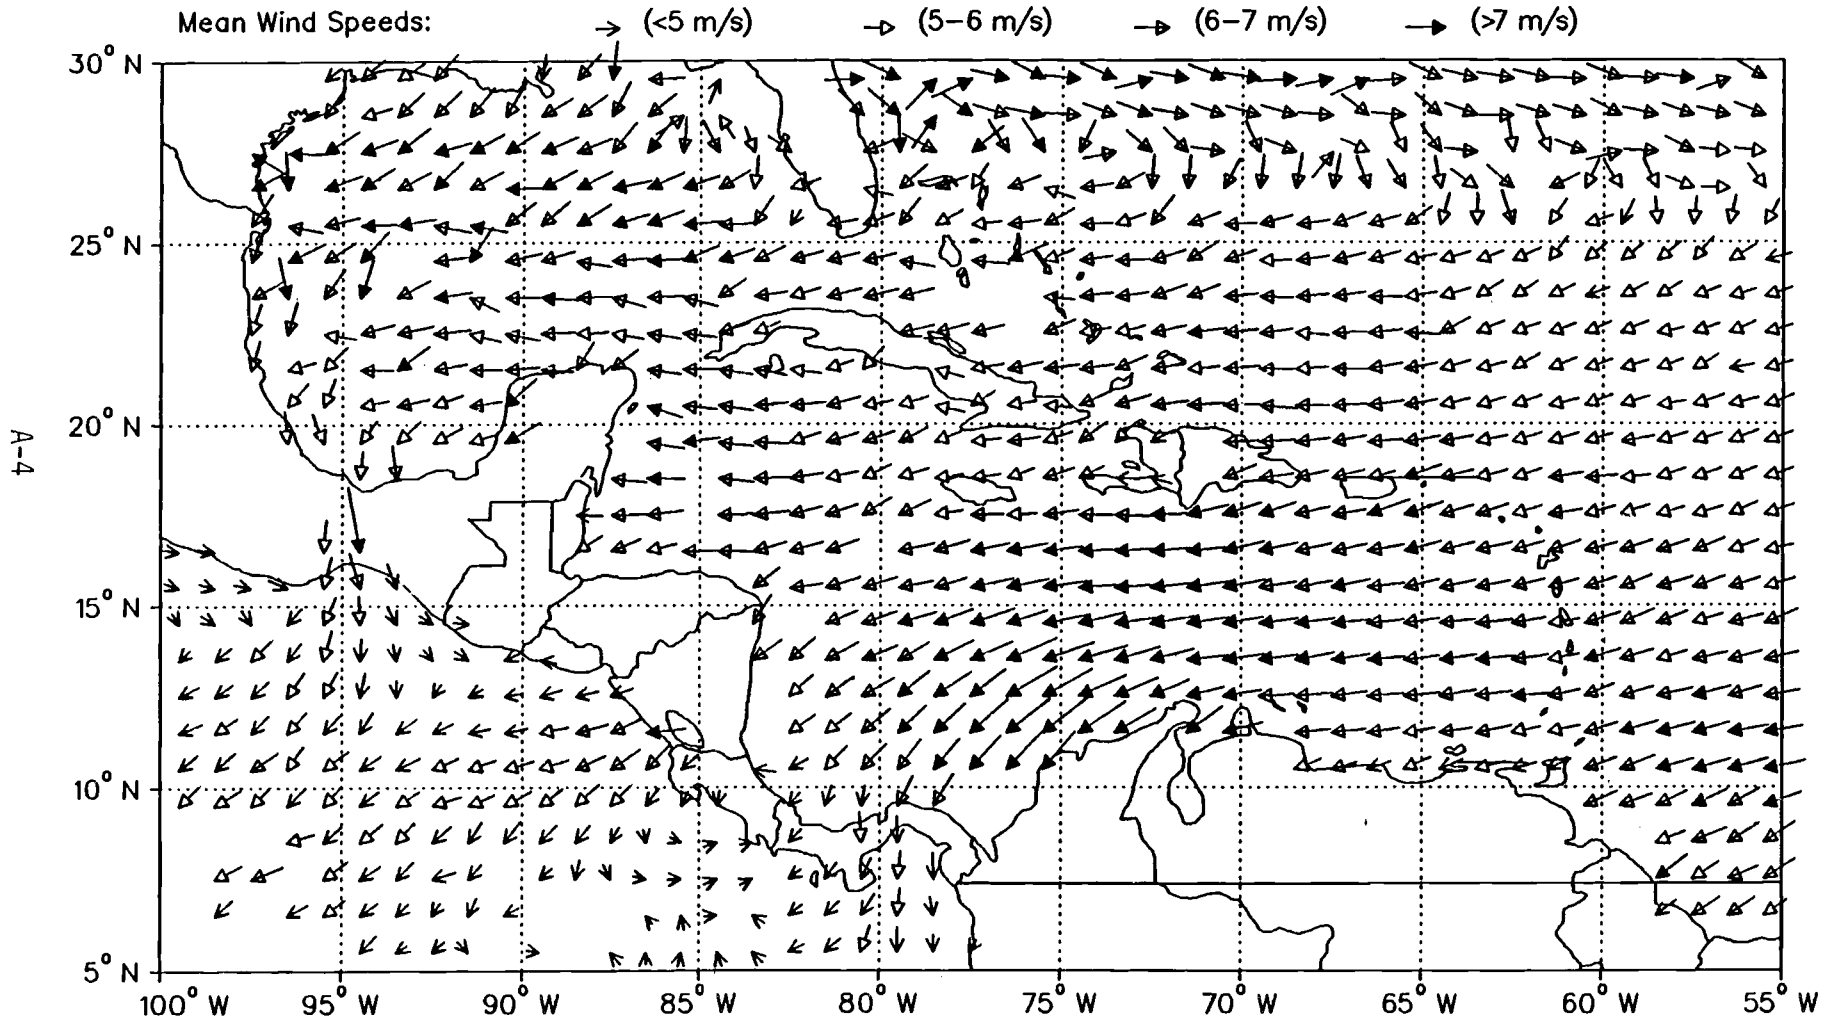 Mean Wind Speeds: (<5 m/s) (5-6 m/s) (6-7 m/s) (>7 m/s)
30° N
25° N
20° N
15° N
10° N
5° N
100° W 95° W 90° W 85° W 80° W 75° W 70° W 65° W 60° W 55° W
A-4